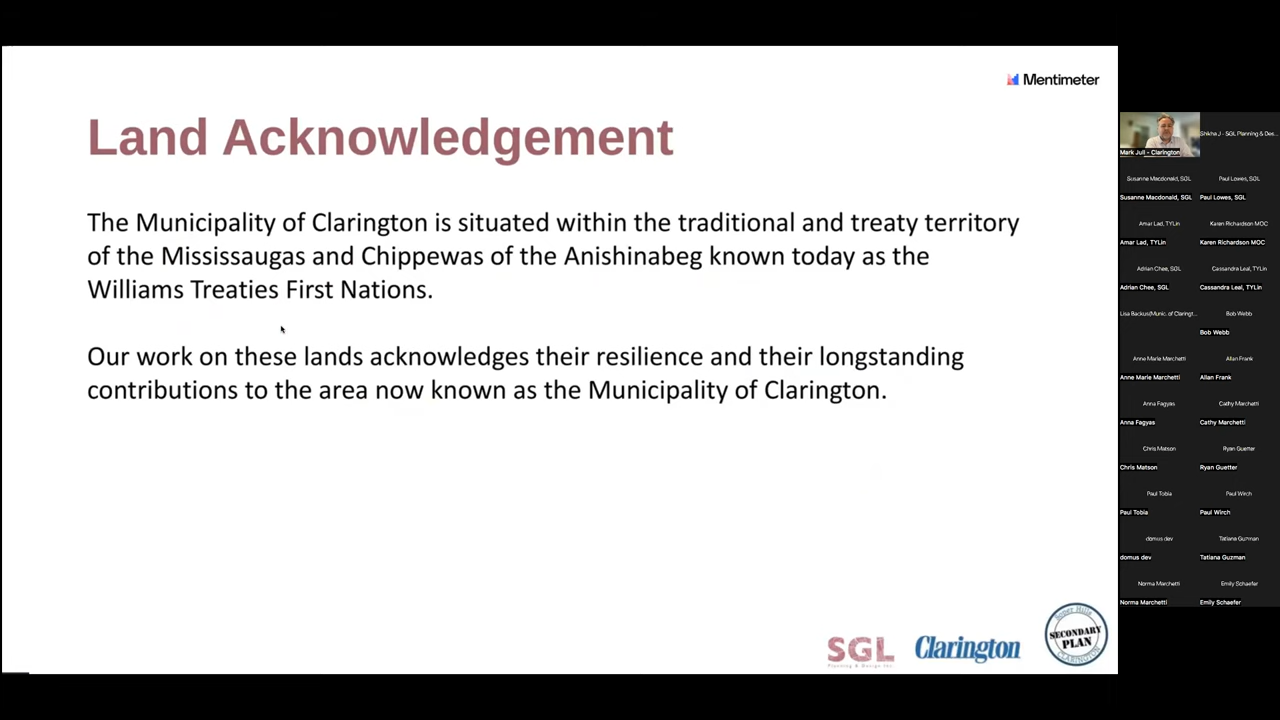 Mentimeter
Land Acknowledgement
The Municipality of Clarington is situated within the traditional and treaty territory
of the Mississaugas and Chippewas of the Anishinabeg known today as the
Williams Treaties First Nations.
Our work on these lands acknowledges their resilience and their longstanding
contributions to the area now known as the Municipality of Clarington.
SGL
Planning & Design Inc.
Clarington
SECONDARY
PLAN
CLARINGTON
Mark Jull - Clarington
Shikha J - SGL Planning & Des...
Susanne Macdonald, SGL
Paul Lowes, SGL
Susanne Macdonald, SGL
Paul Lowes, SGL
Amar Lad, TYLin
Karen Richardson MOC
Amar Lad, TYLin
Karen Richardson MOC
Adrian Chee, SGL
Cassandra Leal, TYLin
Adrian Chee, SGL
Cassandra Leal, TYLin
Lisa Backus(Munic. of Claringt...
Bob Webb
Bob Webb
Anne Marie Marchetti
Allan Frank
Anne Marie Marchetti
Allan Frank
Anna Fagyas
Cathy Marchetti
Anna Fagyas
Cathy Marchetti
Chris Matson
Ryan Guetter
Chris Matson
Ryan Guetter
Paul Tobia
Paul Wirch
Paul Tobia
Paul Wirch
domus dev
Tatiana Guzman
domus dev
Tatiana Guzman
Norma Marchetti
Emily Schaefer
Norma Marchetti
Emily Schaefer